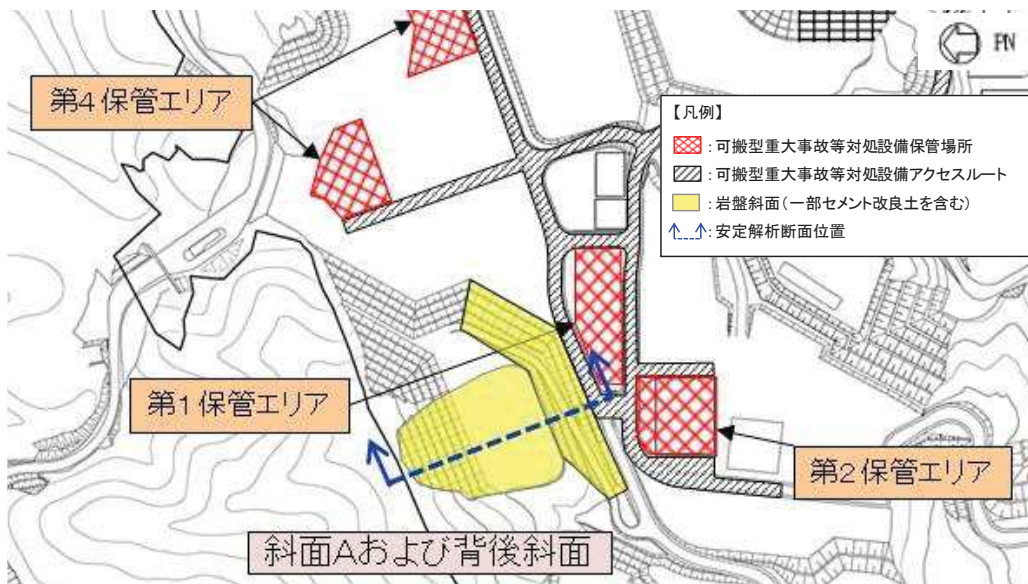 PN
第4保管エリア
【凡例】
:可搬型重大事故等対処設備保管場所
:可搬型重大事故等対処設備アクセスルート
:岩盤斜面(一部セメント改良土を含む)
:安定解析断面位置
第1保管エリア
第2保管エリア
斜面Aおよび背後斜面